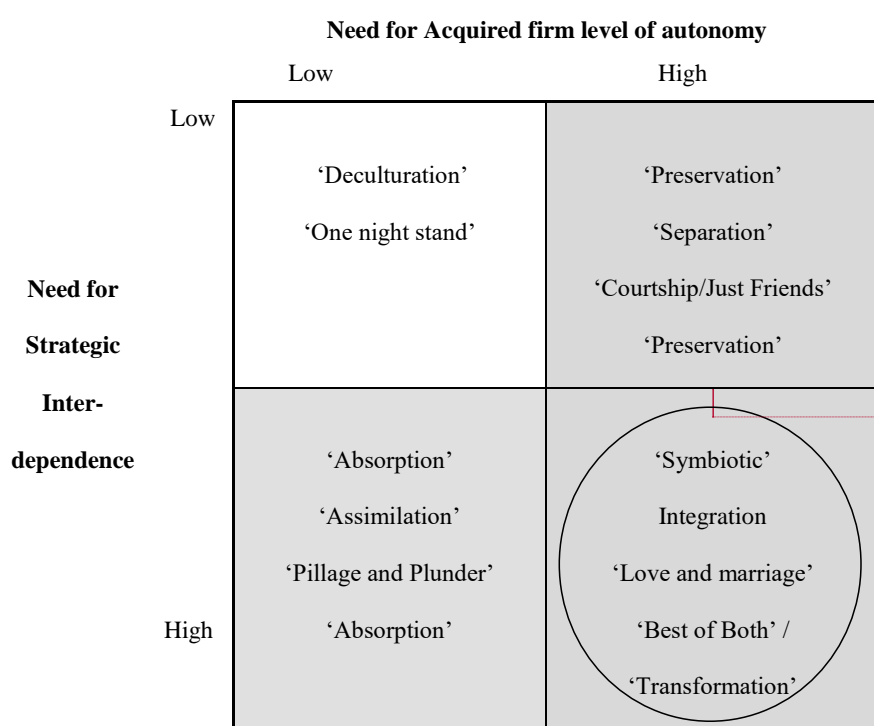 Need for Acquired firm level of autonomy
Low High
Low
‘Deculturation’ ‘Preservation’
‘One night stand’ ‘Separation’
Need for ‘Courtship/Just Friends’
Strategic ‘Preservation’
Inter-
dependence ‘Absorption’ ‘Symbiotic’
‘Assimilation’ Integration
‘Pillage and Plunder’ ‘Love and marriage’
High ‘Absorption’ ‘Best of Both’ /
‘Transformation’